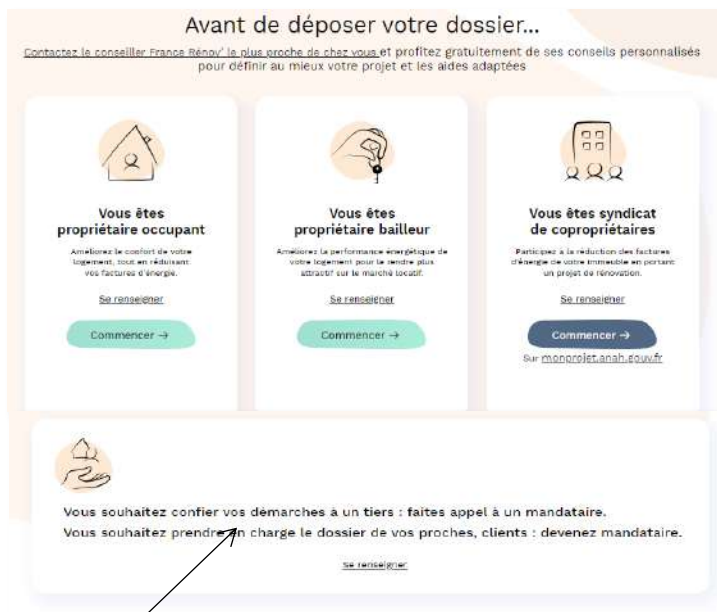 Avant de déposer votre dossier...
Contactez le conseiller France Rénov' le plus proche de chez vous et profitez gratuitement de ses conseils personnalisés
pour définir au mieux votre projet et les aides adaptées
Vous êtes
propriétaire occupant
Améliorez le confort de votre
logement, tout en réduisant
vos factures d'énergie.
Se renseigner
Commencer →
Vous êtes
propriétaire bailleur
Améliorez la performance énergétique de
votre logement pour le rendre plus
attractif sur le marché locatif.
Se renseigner
Commencer →
Vous êtes syndicat
de copropriétaires
Participez à la réduction des factures
d'énergie de votre immeuble en portant
un projet de rénovation.
Se renseigner
Commencer →
Sur monprojet.anah.gouv.fr
Vous souhaitez confier vos démarches à un tiers : faites appel à un mandataire.
Vous souhaitez prendre en charge le dossier de vos proches, clients : devenez mandataire.
Se renseigner